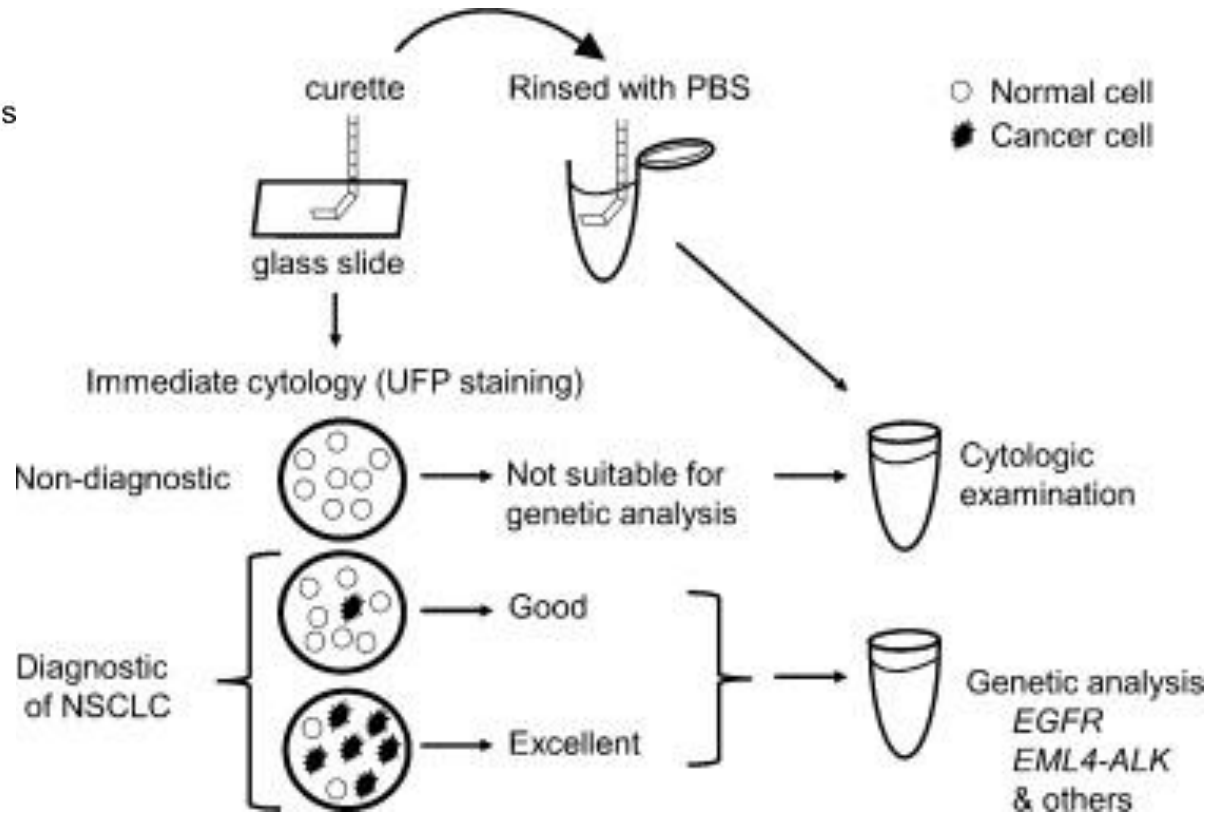 s
curette
Rinsed with PBS
Normal cell
Cancer cell
glass slide
Immediate cytology (UFP staining)
Non-diagnostic
Not suitable for
genetic analysis
Cytologic
examination
Good
Diagnostic
of NSCLC
Excellent
Genetic analysis
EGFR
EML4-ALK
& others